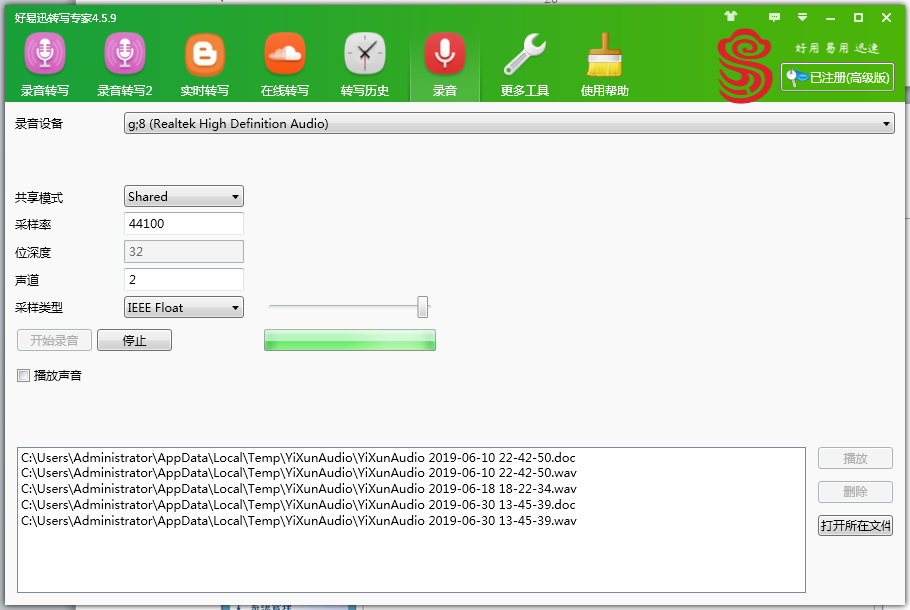 好易迅转写专家4.5.9
录音转写
录音转写2
实时转写
在线转写
转写历史
录音
更多工具
使用帮助
好用 易用 迅速
已注册(高级版)
录音设备
g;8 (Realtek High Definition Audio)
共享模式
Shared
采样率
44100
位深度
32
声道
2
采样类型
IEEE Float
开始录音
停止
播放声音
C:\Users\Administrator\AppData\Local\Temp\YiXunAudio\YiXunAudio 2019-06-10 22-42-50.doc
C:\Users\Administrator\AppData\Local\Temp\YiXunAudio\YiXunAudio 2019-06-10 22-42-50.wav
C:\Users\Administrator\AppData\Local\Temp\YiXunAudio\YiXunAudio 2019-06-18 18-22-34.wav
C:\Users\Administrator\AppData\Local\Temp\YiXunAudio\YiXunAudio 2019-06-30 13-45-39.doc
C:\Users\Administrator\AppData\Local\Temp\YiXunAudio\YiXunAudio 2019-06-30 13-45-39.wav
播放
删除
打开所在文件